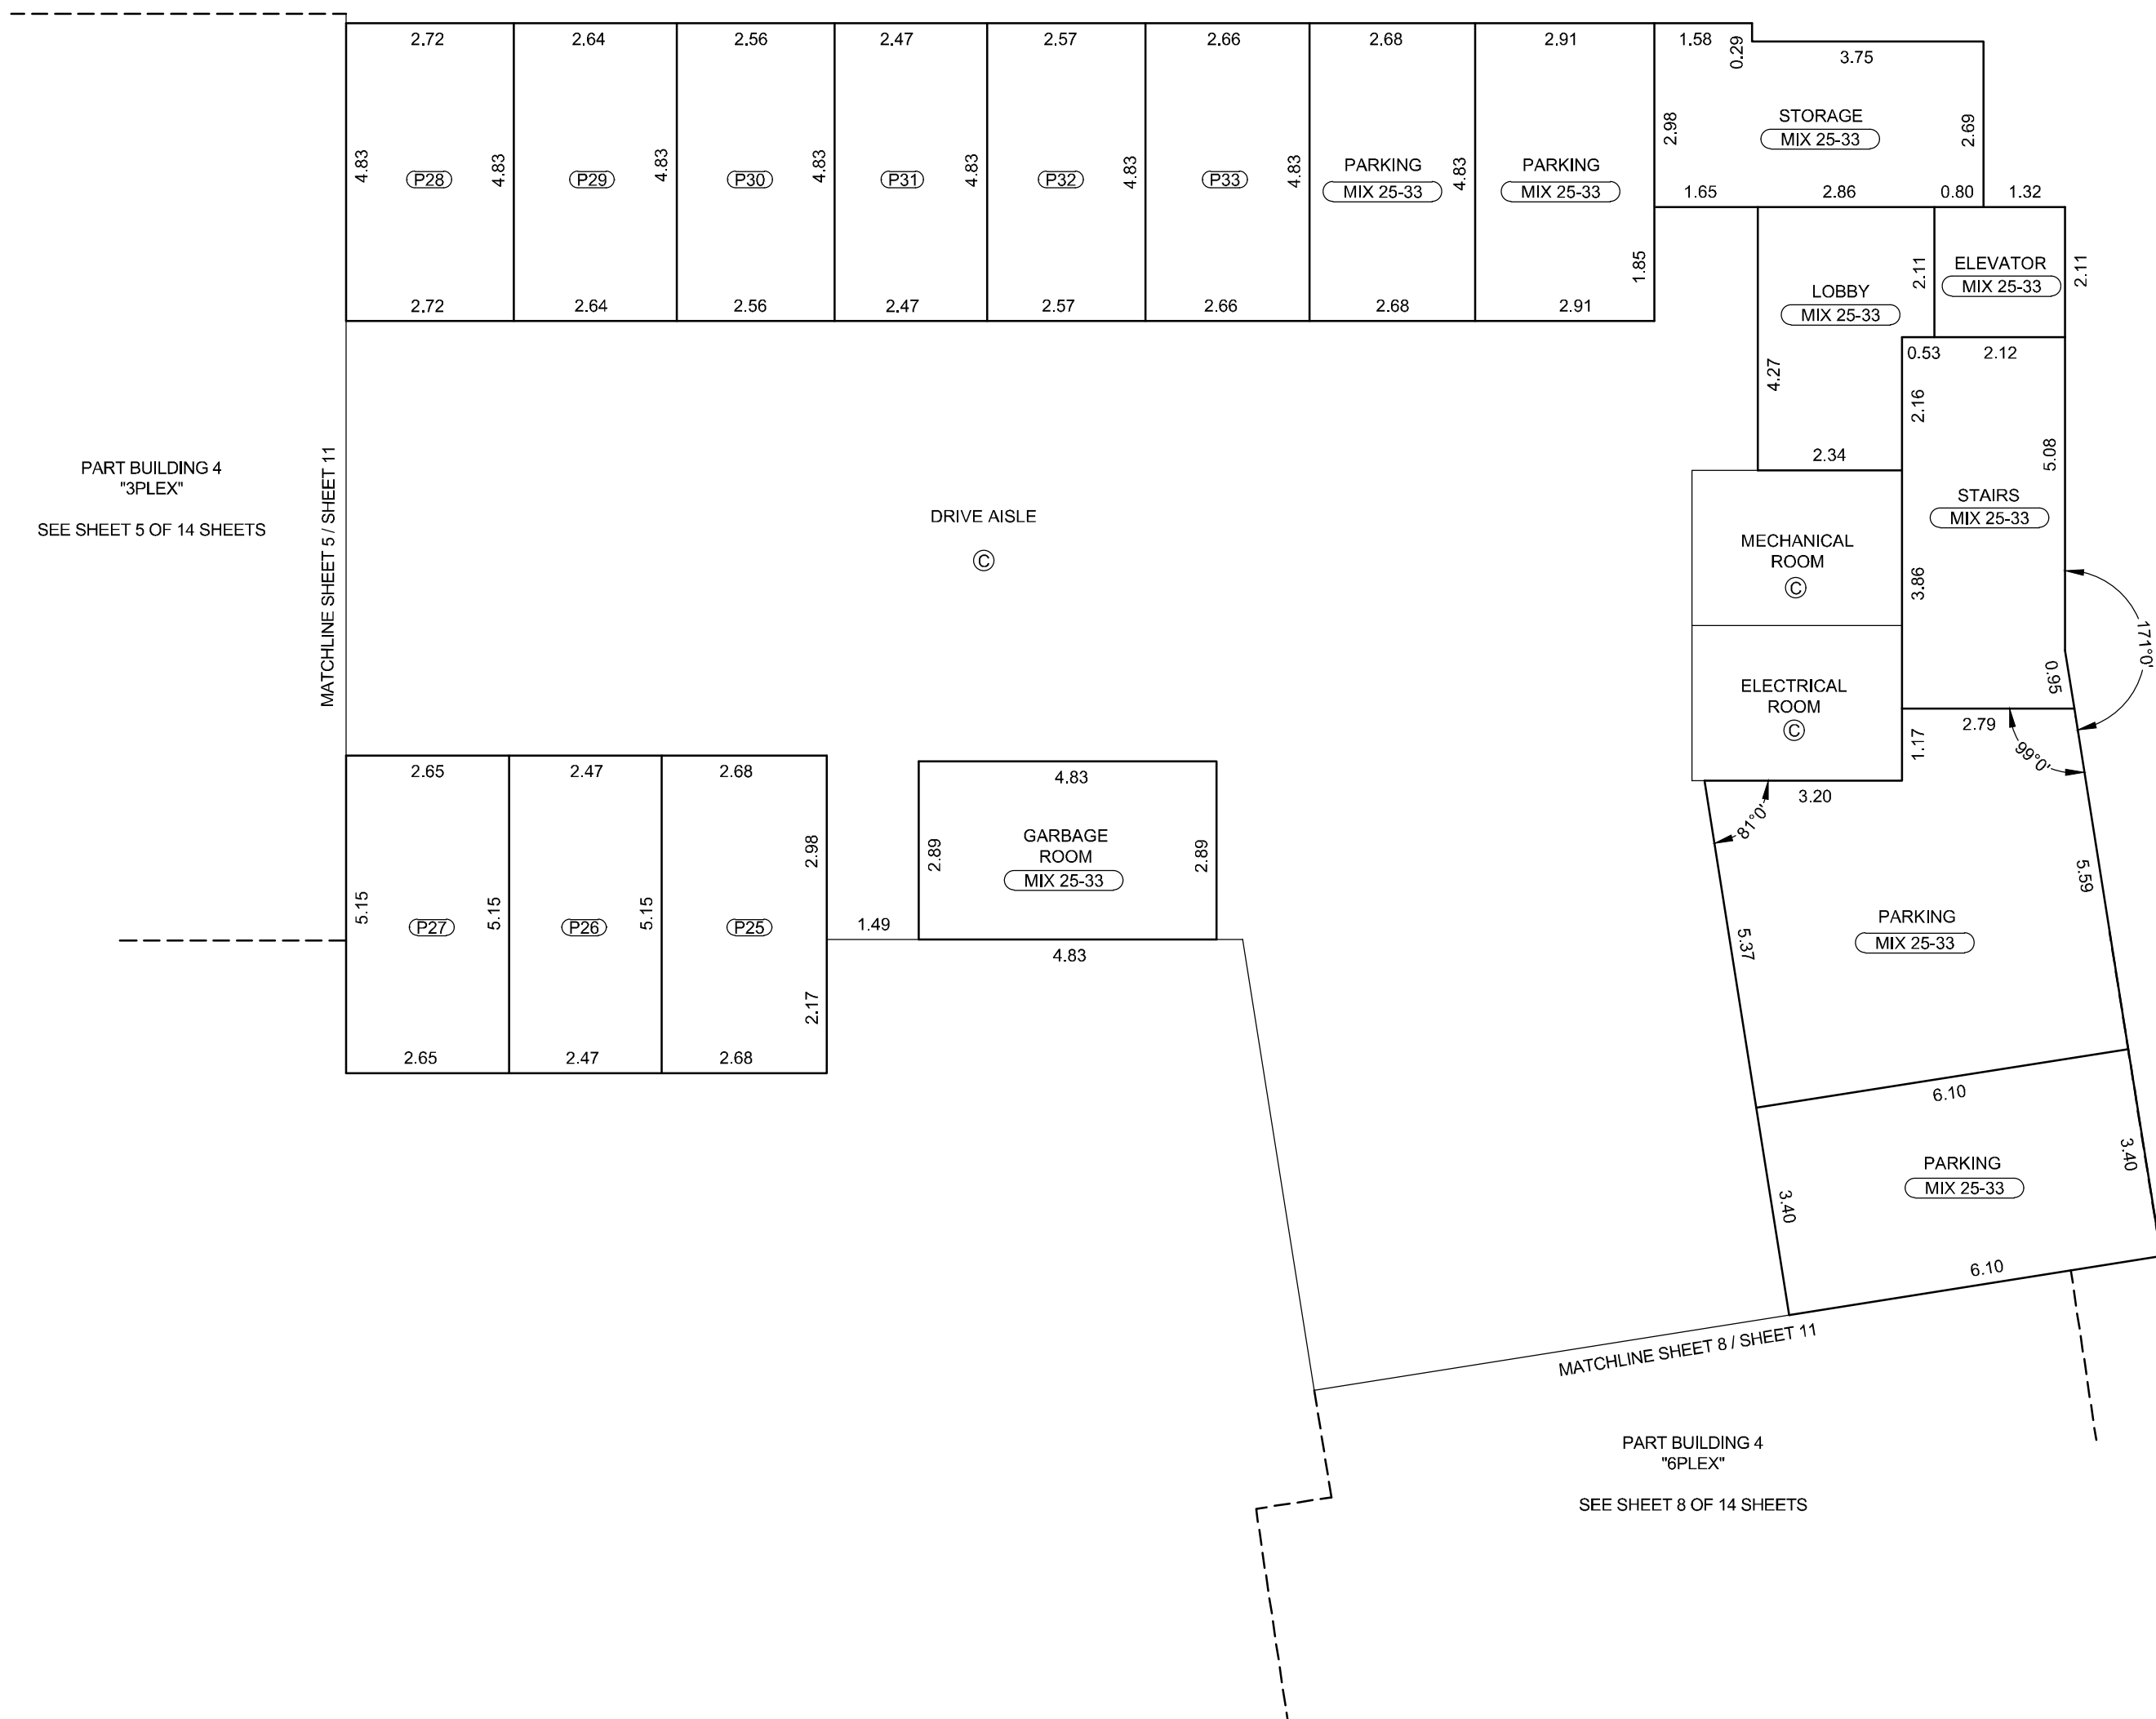 2.72 2.64 2.56 2.47 2.57 2.66 2.68 2.91 1.58 0.29 3.75
4.83 P28 4.83 P29 4.83 P30 4.83 P31 4.83 P32 4.83 P33 4.83
PARKING
MIX 25-33
4.83
PARKING
MIX 25-33
2.98
STORAGE
MIX 25-33
2.69
1.65 2.86 0.80 1.32
2.72 2.64 2.56 2.47 2.57 2.66 2.68 2.91
1.85
LOBBY
MIX 25-33
2.11
ELEVATOR
MIX 25-33
2.11
0.53 2.12
4.27
2.16
2.34
5.08
STAIRS
MIX 25-33
3.86
171°0'
0.95
PART BUILDING 4
"3PLEX"
SEE SHEET 5 OF 14 SHEETS
MATCHLINE SHEET 5 / SHEET 11
DRIVE AISLE
C
MECHANICAL
ROOM
C
ELECTRICAL
ROOM
C
1.17
2.79
99°0'
3.20
81°0'
2.65 2.47 2.68
2.98
5.15 P27 5.15 P26 5.15 P25
2.17
2.65 2.47 2.68
1.49
4.83
2.89
GARBAGE
ROOM
MIX 25-33
2.89
4.83
5.37
PARKING
MIX 25-33
5.59
6.10
3.40
PARKING
MIX 25-33
3.40
6.10
MATCHLINE SHEET 8 / SHEET 11
PART BUILDING 4
"6PLEX"
SEE SHEET 8 OF 14 SHEETS